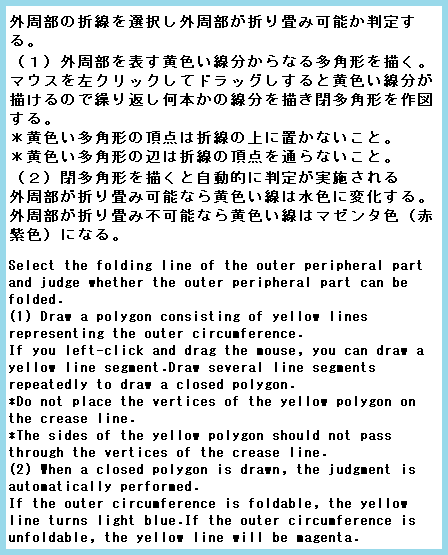 外周部の折線を選択し外周部が折り畳み可能か判定す
る。
（１）外周部を表す黄色い線分からなる多角形を描く。
マウスを左クリックしてドラッグしすると黄色い線分が
描けるので繰り返し何本かの線分を描き閉多角形を作図
する。
＊黄色い多角形の頂点は折線の上に置かないこと。
＊黄色い多角形の辺は折線の頂点を通らないこと。
（２）閉多角形を描くと自動的に判定が実施される
外周部が折り畳み可能なら黄色い線は水色に変化する。
外周部が折り畳み不可能なら黄色い線はマゼンタ色（赤
紫色）になる。
Select the folding line of the outer peripheral part
and judge whether the outer peripheral part can be
folded.
(1) Draw a polygon consisting of yellow lines
representing the outer circumference.
If you left-click and drag the mouse, you can draw a
yellow line segment.Draw several line segments
repeatedly to draw a closed polygon.
*Do not place the vertices of the yellow polygon on
the crease line.
*The sides of the yellow polygon should not pass
through the vertices of the crease line.
(2) When a closed polygon is drawn, the judgment is
automatically performed.
If the outer circumference is foldable, the yellow
line turns light blue.If the outer circumference is
unfoldable, the yellow line will be magenta.